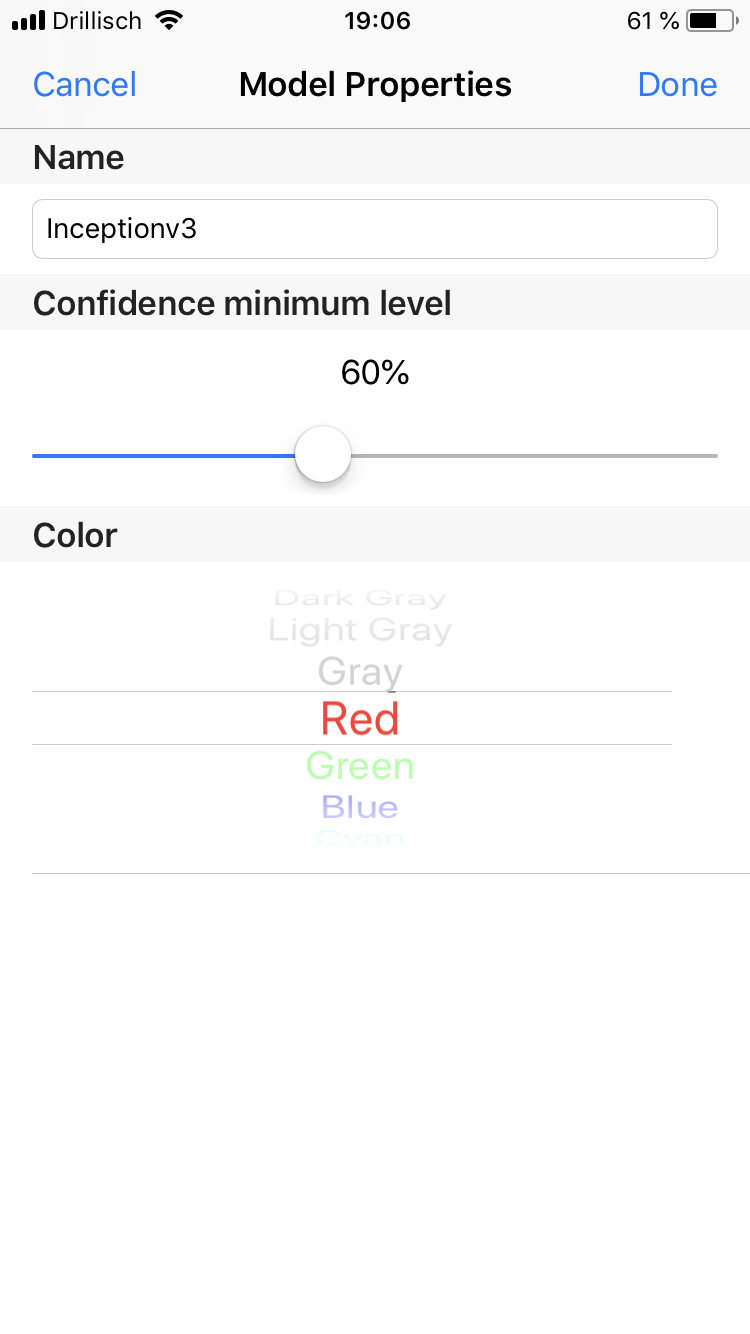 Drillisch 19:06 61 %
Cancel Model Properties Done
Name
Inceptionv3
Confidence minimum level
60%
Color
Dark Gray
Light Gray
Gray
Red
Green
Blue
Cyan